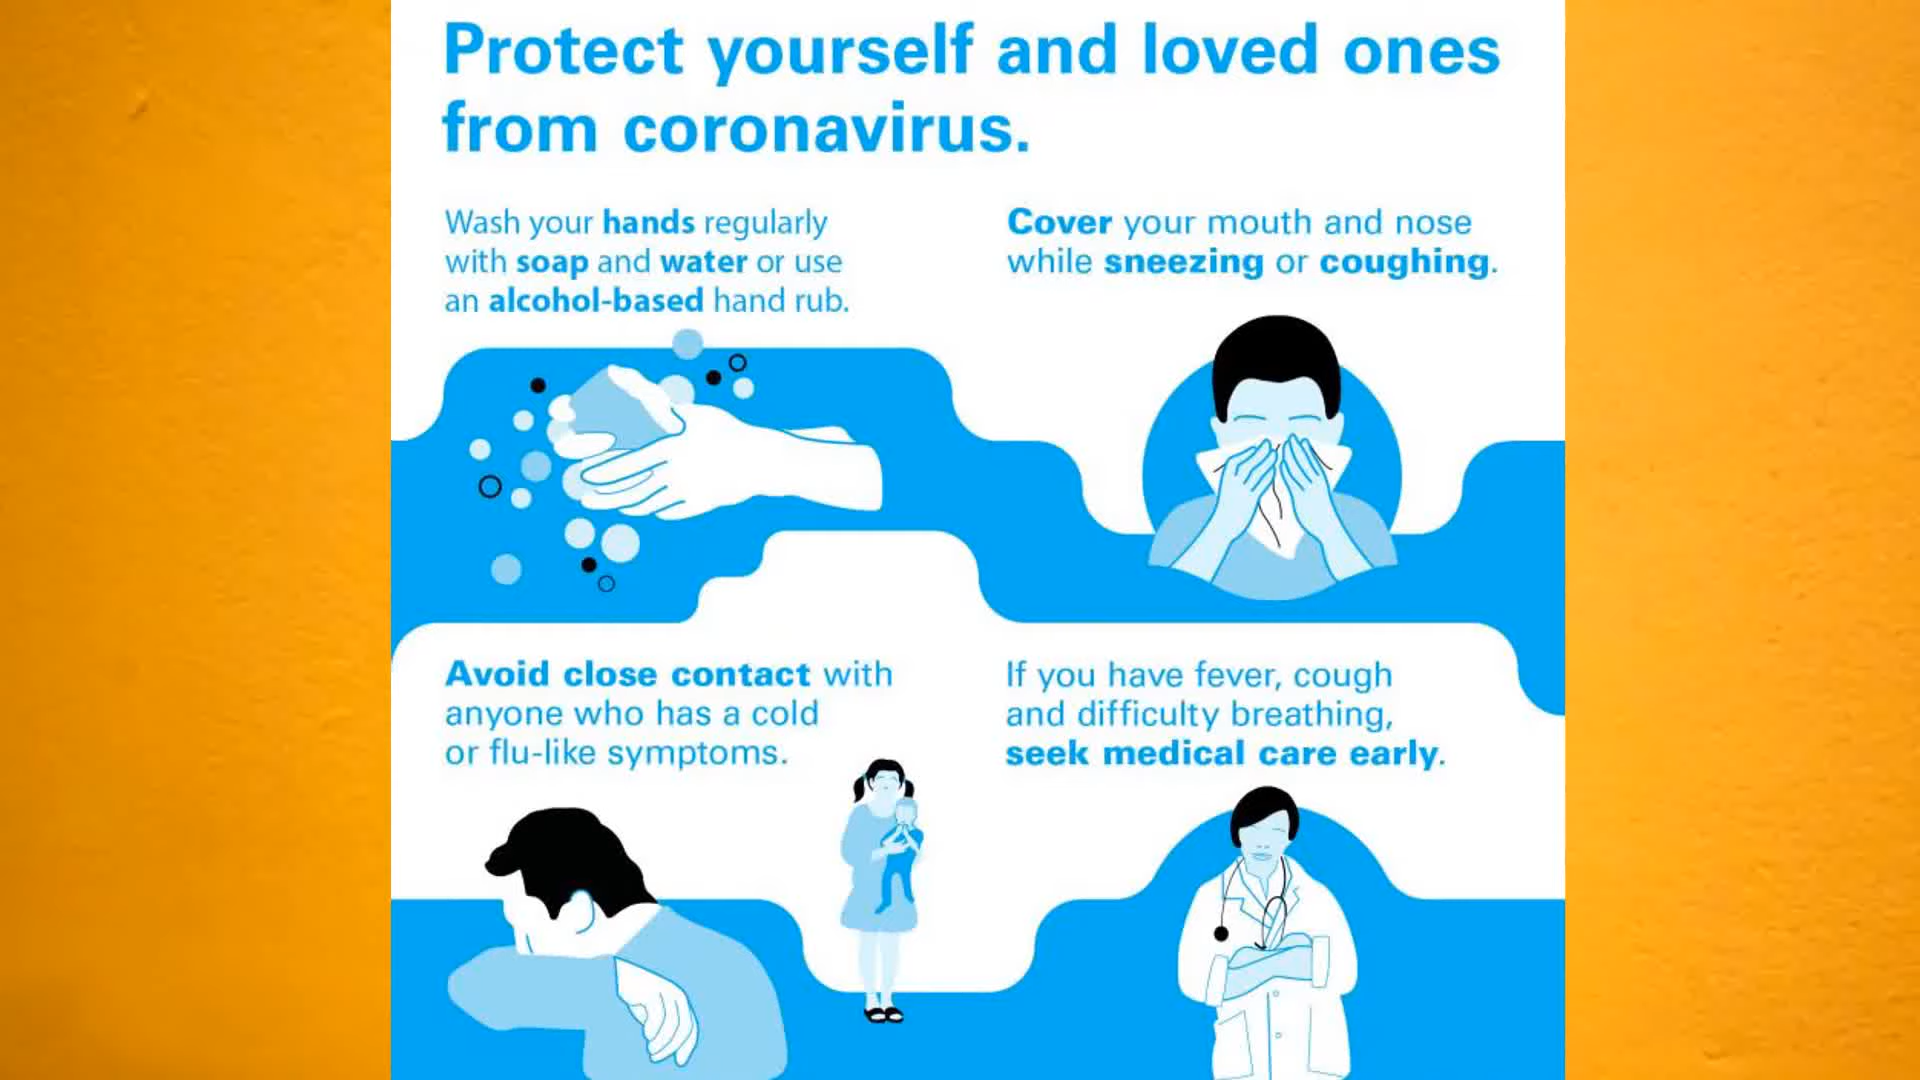 Protect yourself and loved ones
from coronavirus.
Wash your hands regularly
with soap and water or use
an alcohol-based hand rub.
Cover your mouth and nose
while sneezing or coughing.
Avoid close contact with
anyone who has a cold
or flu-like symptoms.
If you have fever, cough
and difficulty breathing,
seek medical care early.